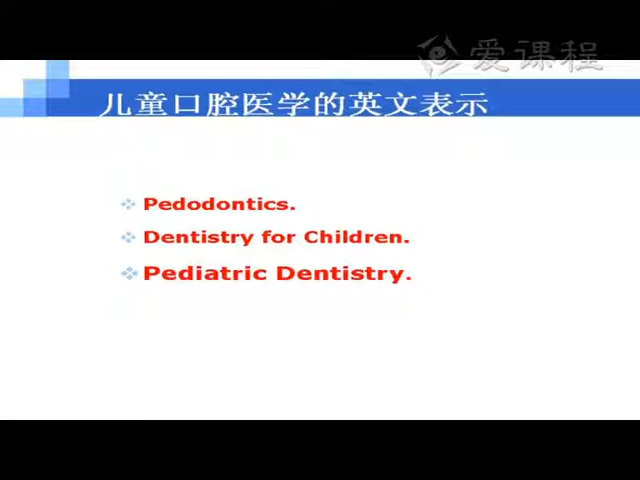 爱课程
儿童口腔医学的英文表示
Pedodontics.
Dentistry for Children.
Pediatric Dentistry.